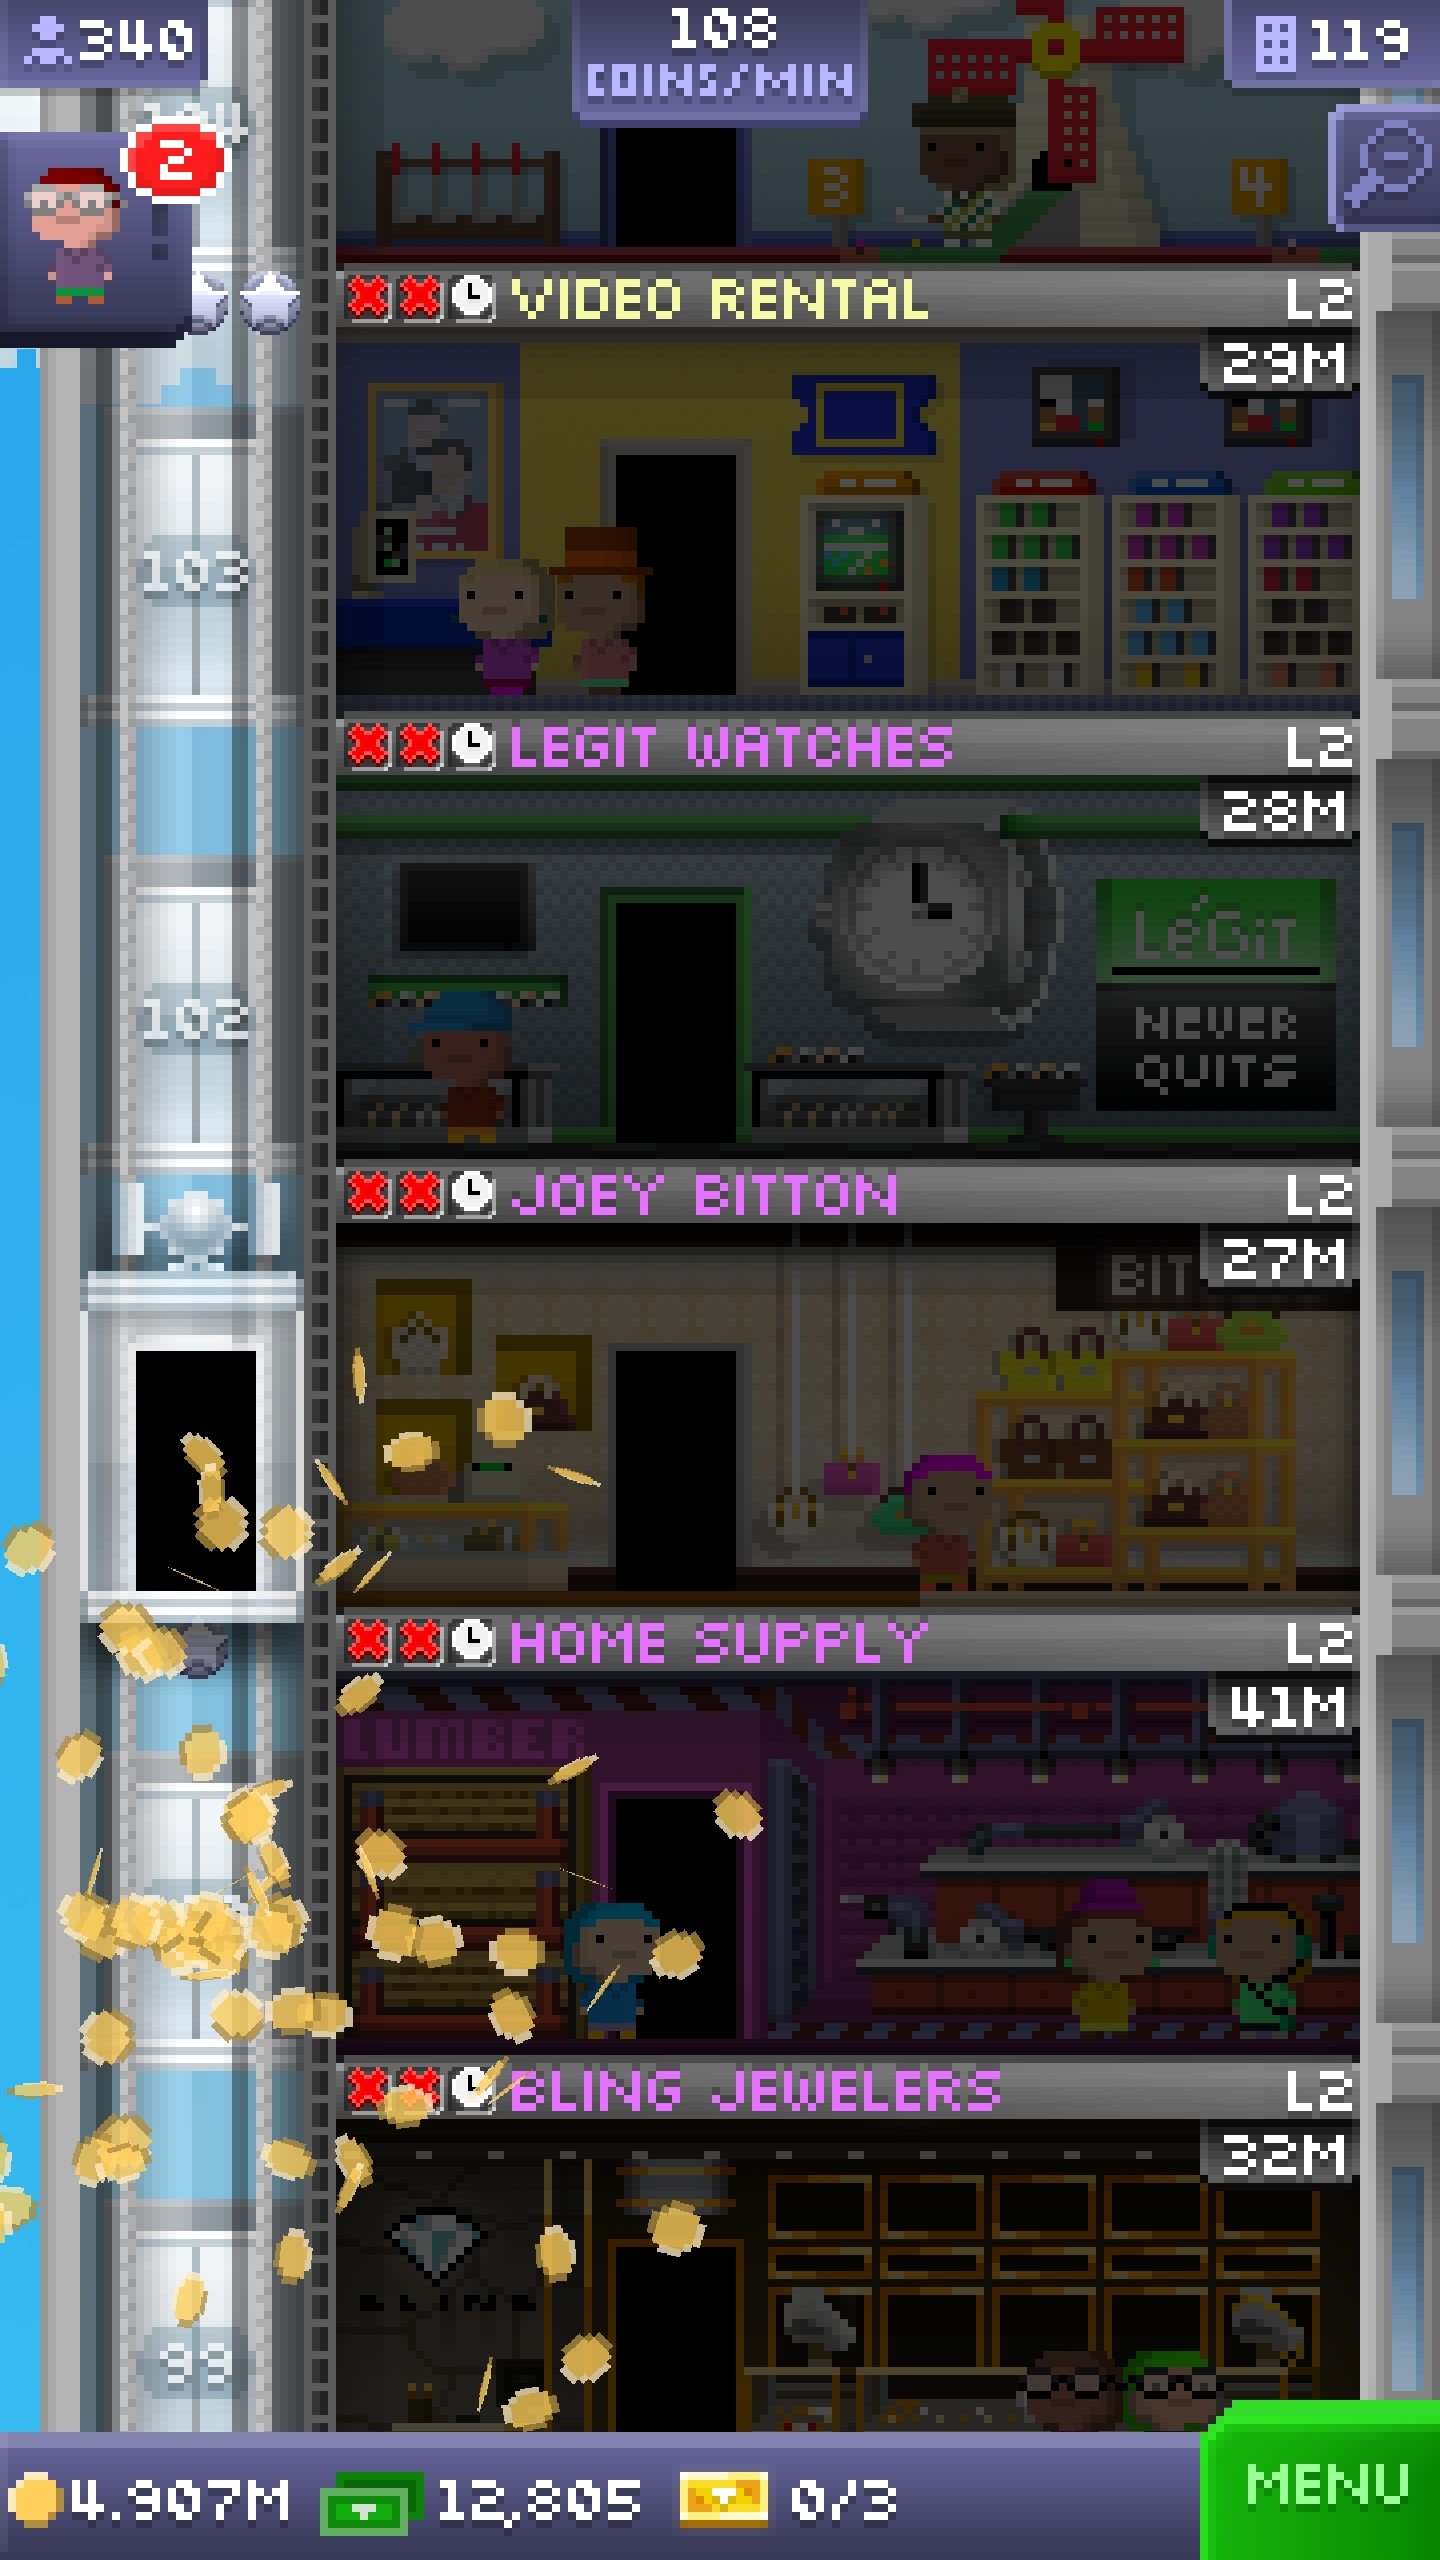 340
108
COINS/MIN
119
2
3
4
VIDEO RENTAL
L2
29M
103
LEGIT WATCHES
L2
28M
LéGiT
NEVER
QUITS
102
JOEY BITTON
L2
27M
BIT
HOME SUPPLY
L2
41M
LUMBER
BLING JEWELERS
L2
32M
BLING
99
4.907M
12,805
0/3
MENU